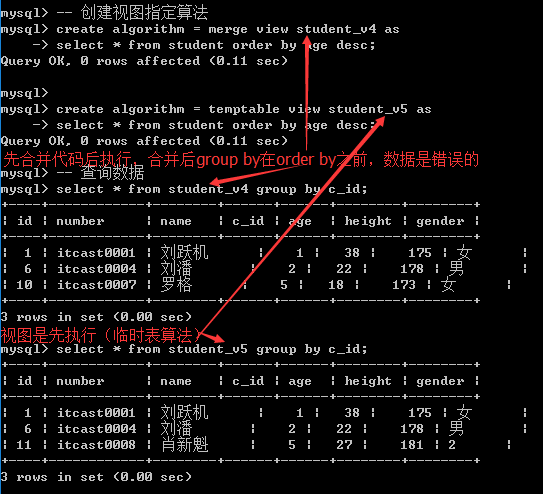 mysql> -- 创建视图指定算法
mysql> create algorithm = merge view student_v4 as
    -> select * from student order by age desc;
Query OK, 0 rows affected (0.11 sec)
mysql>
mysql> create algorithm = temptable view student_v5 as
    -> select * from student order by age desc;
Query OK, 0 rows affected (0.11 sec)
先合并代码后执行，合并后group by在order by之前，数据是错误的
mysql> -- 查询数据
mysql> select * from student_v4 group by c_id;
+----+------------+--------+------+------+--------+--------+
| id | number | name | c_id | age | height | gender |
+----+------------+--------+------+------+--------+--------+
| 1 | itcast0001 | 刘跃机 | 1 | 38 | 175 | 女 |
| 6 | itcast0004 | 刘潘 | 2 | 22 | 178 | 男 |
| 10 | itcast0007 | 罗格 | 5 | 18 | 173 | 女 |
+----+------------+--------+------+------+--------+--------+
3 rows in set (0.00 sec)
视图是先执行（临时表算法）
mysql> select * from student_v5 group by c_id;
+----+------------+--------+------+------+--------+--------+
| id | number | name | c_id | age | height | gender |
+----+------------+--------+------+------+--------+--------+
| 1 | itcast0001 | 刘跃机 | 1 | 38 | 175 | 女 |
| 6 | itcast0004 | 刘潘 | 2 | 22 | 178 | 男 |
| 11 | itcast0008 | 肖新魁 | 5 | 27 | 181 | 2 |
+----+------------+--------+------+------+--------+--------+
3 rows in set (0.00 sec)